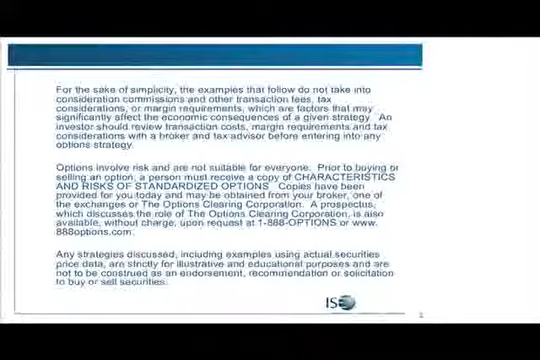 For the sake of simplicity, the examples that follow do not take into
consideration commissions and other transaction fees, tax
considerations, or margin requirements, which are factors that may
significantly affect the economic consequences of a given strategy. An
investor should review transaction costs, margin requirements and tax
considerations with a broker and tax advisor before entering into any
options strategy.
Options involve risk and are not suitable for everyone. Prior to buying or
selling an option, a person must receive a copy of CHARACTERISTICS
AND RISKS OF STANDARDIZED OPTIONS. Copies have been
provided for you today and may be obtained from your broker, one of
the exchanges or The Options Clearing Corporation. A prospectus,
which discusses the role of The Options Clearing Corporation, is also
available, without charge, upon request at 1-888-OPTIONS or www.
888options.com.
Any strategies discussed, including examples using actual securities
price data, are strictly for illustrative and educational purposes and are
not to be construed as an endorsement, recommendation or solicitation
to buy or sell securities.